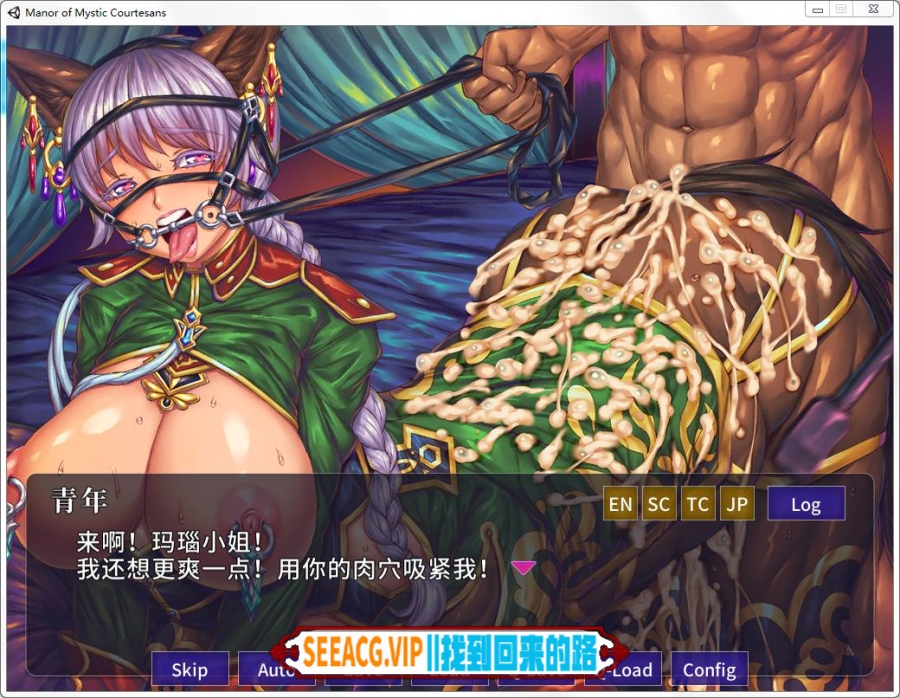 Manor of Mystic Courtesans
青年
EN SC TC JP Log
来啊！玛瑙小姐！
我还想更爽一点！用你的肉穴吸紧我！
SEEACG.VIP||找到回来的路
Skip Auto Load Config